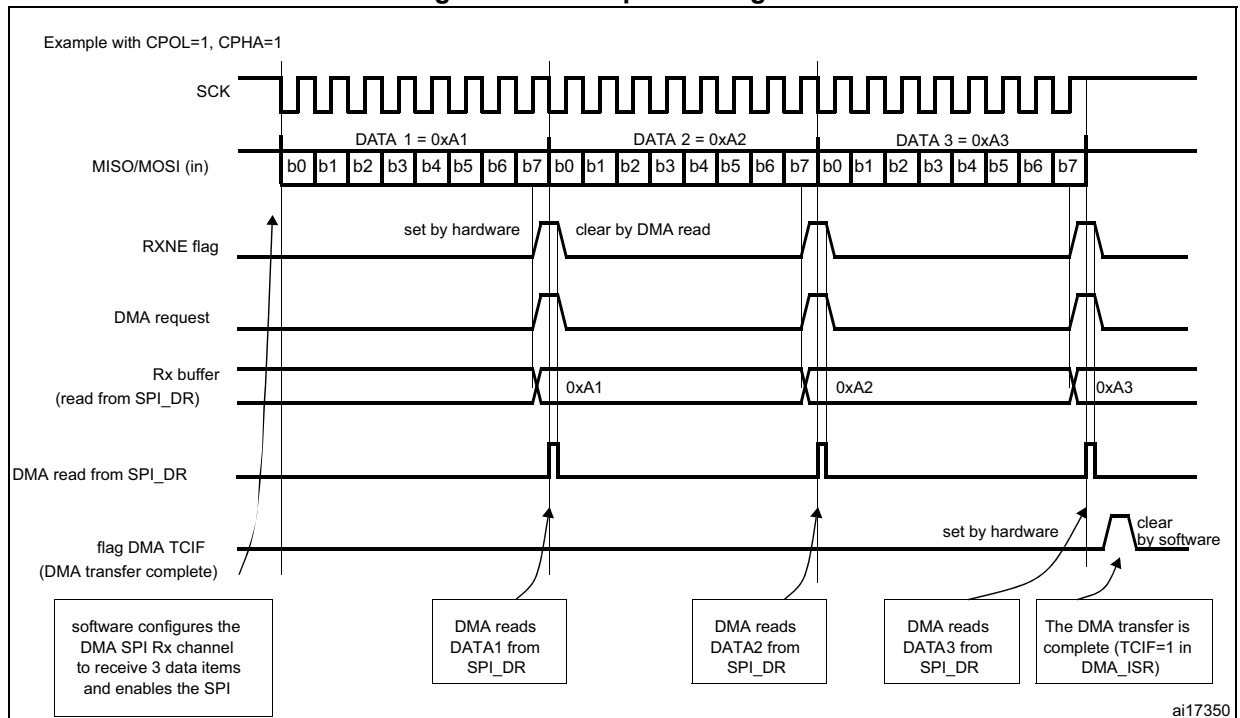 Example with CPOL=1, CPHA=1
SCK
DATA 1 = 0xA1
DATA 2 = 0xA2
DATA 3 = 0xA3
MISO/MOSI (in)
b0 b1 b2 b3 b4 b5 b6 b7 b0 b1 b2 b3 b4 b5 b6 b7 b0 b1 b2 b3 b4 b5 b6 b7
set by hardware
clear by DMA read
RXNE flag
DMA request
Rx buffer
(read from SPI_DR)
0xA1
0xA2
0xA3
DMA read from SPI_DR
set by hardware
clear
by software
flag DMA TCIF
(DMA transfer complete)
software configures the
DMA SPI Rx channel
to receive 3 data items
and enables the SPI
DMA reads
DATA1 from
SPI_DR
DMA reads
DATA2 from
SPI_DR
DMA reads
DATA3 from
SPI_DR
The DMA transfer is
complete (TCIF=1 in
DMA_ISR)
ai17350